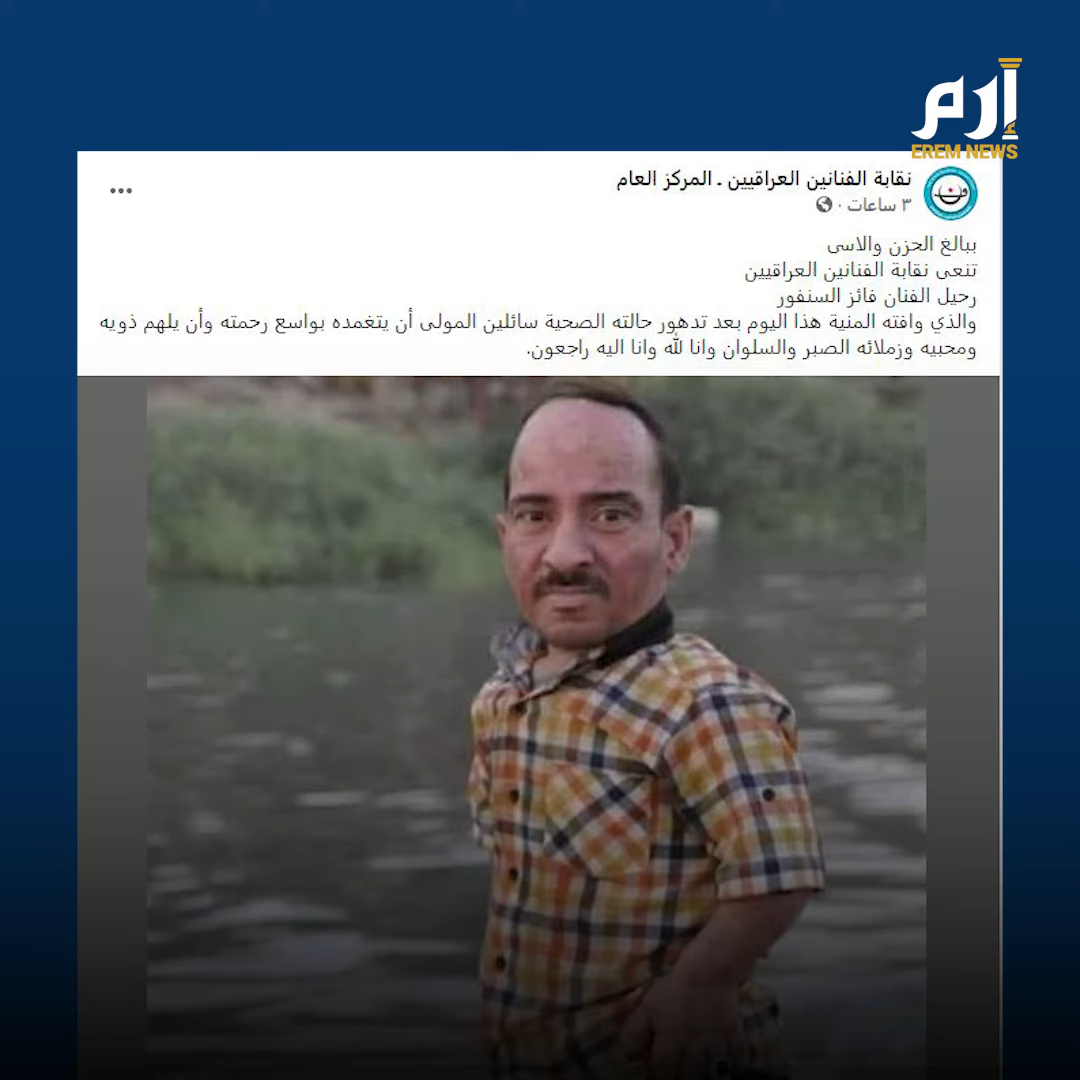 إرم
EREM NEWS
نقابة الفنانين العراقيين ـ المركز العام
٣ ساعات ·
ببالغ الحزن والاسى
تنعى نقابة الفنانين العراقيين
رحيل الفنان فائز السنفور
والذي وافته المنية هذا اليوم بعد تدهور حالته الصحية سائلين المولى أن يتغمده بواسع رحمته وأن يلهم ذويه
ومحبيه وزملائه الصبر والسلوان وانا لله وانا اليه راجعون.